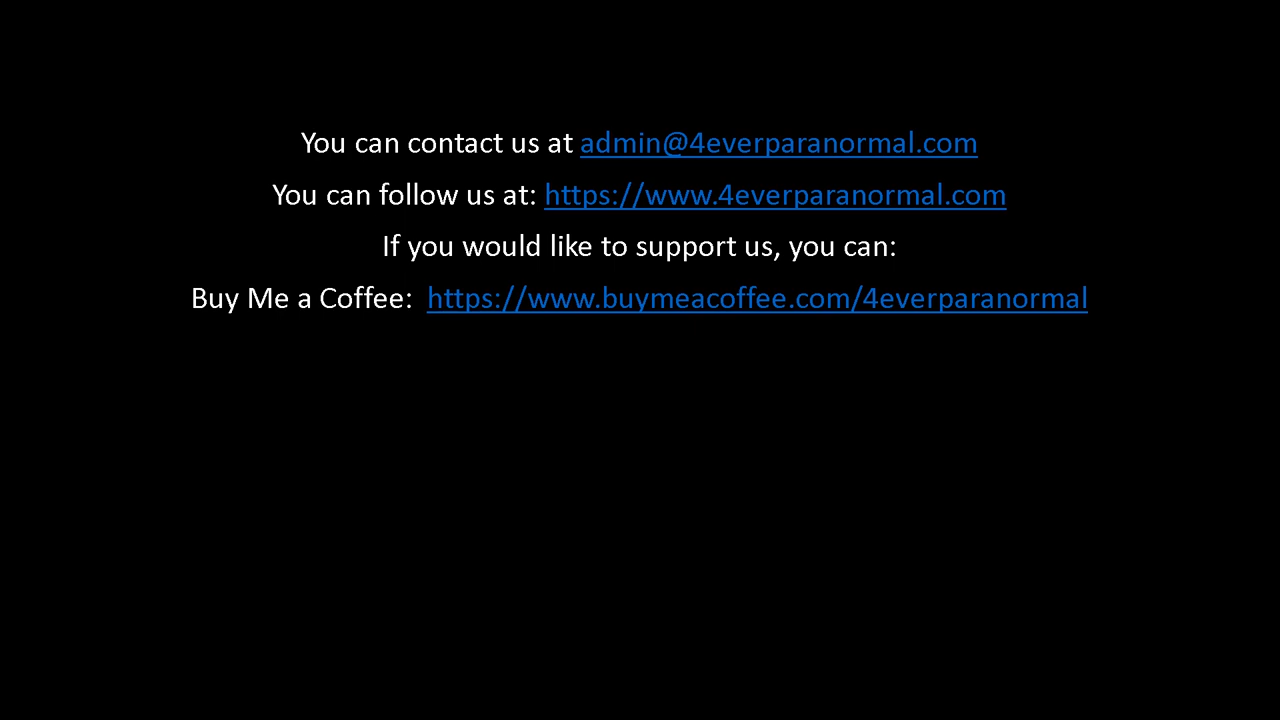 You can contact us at admin@4everparanormal.com
You can follow us at: https://www.4everparanormal.com
If you would like to support us, you can:
Buy Me a Coffee:  https://www.buymeacoffee.com/4everparanormal